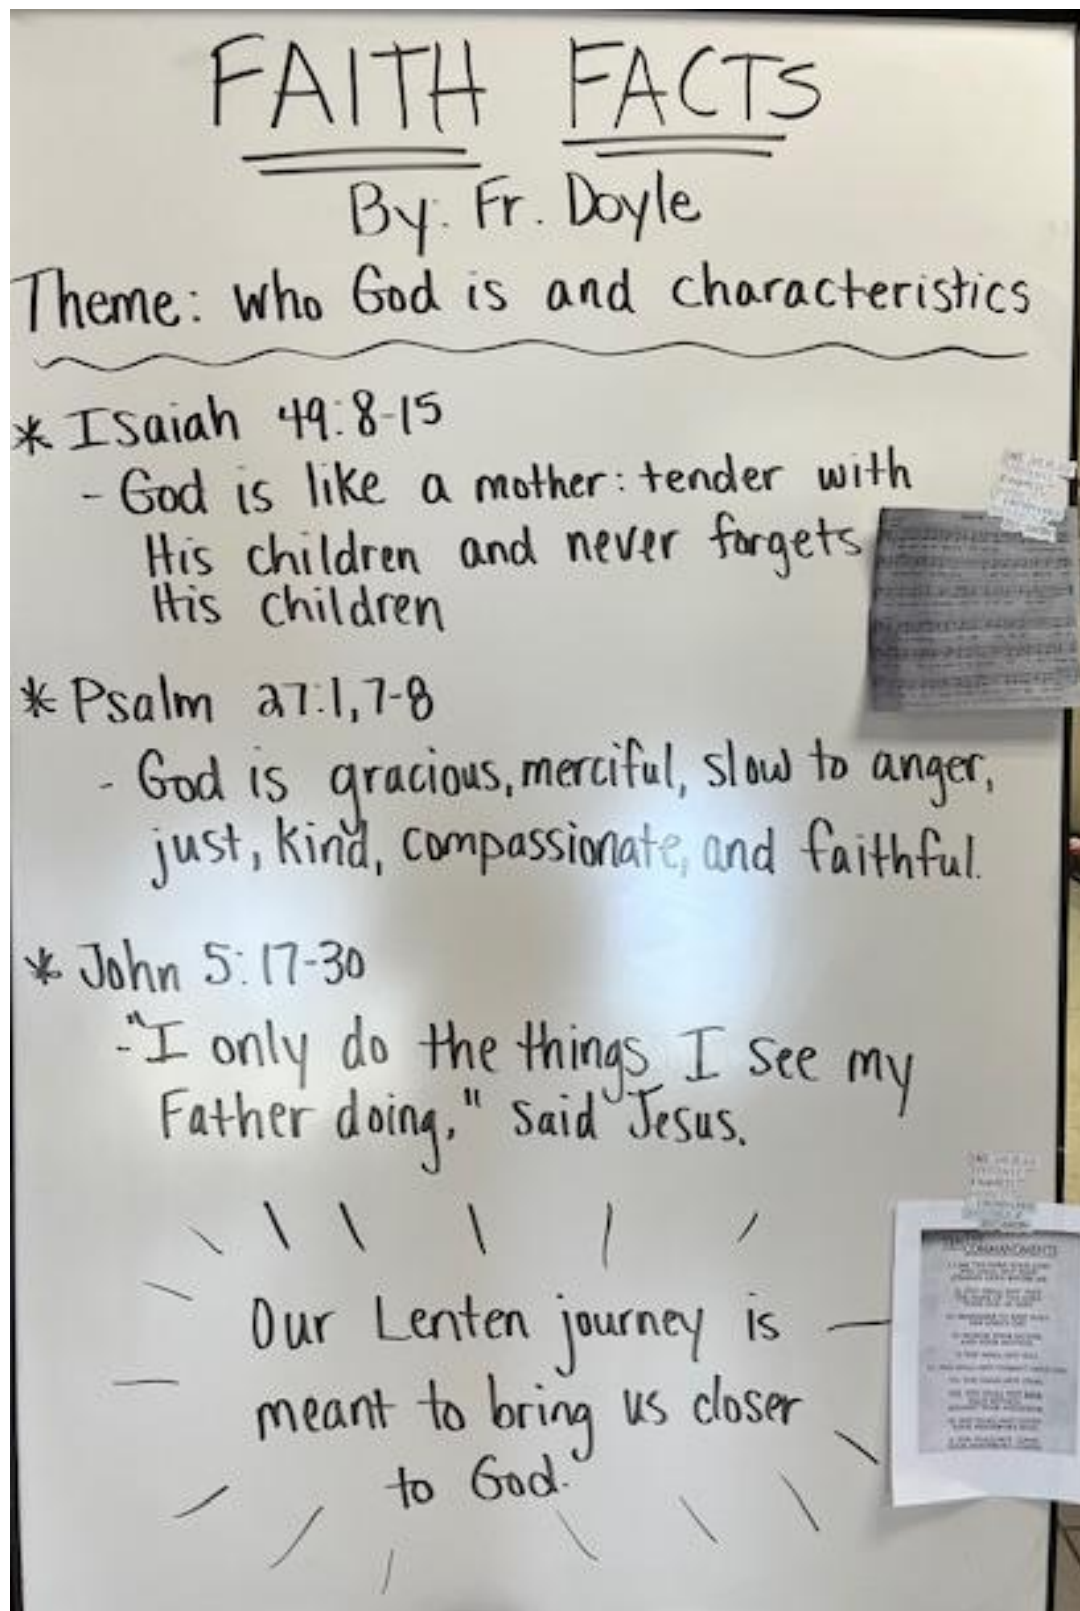 FAITH FACTS
By: Fr. Doyle
Theme: Who God is and characteristics
* Isaiah 49:8-15
- God is like a mother: tender with
His children and never forgets
His children
* Psalm 27:1,7-8
- God is gracious, merciful, slow to anger,
just, kind, compassionate, and faithful.
* John 5:17-30
- "I only do the things I see my
Father doing," said Jesus.
Our Lenten journey is
meant to bring us closer
to God.
COMMANDMENTS